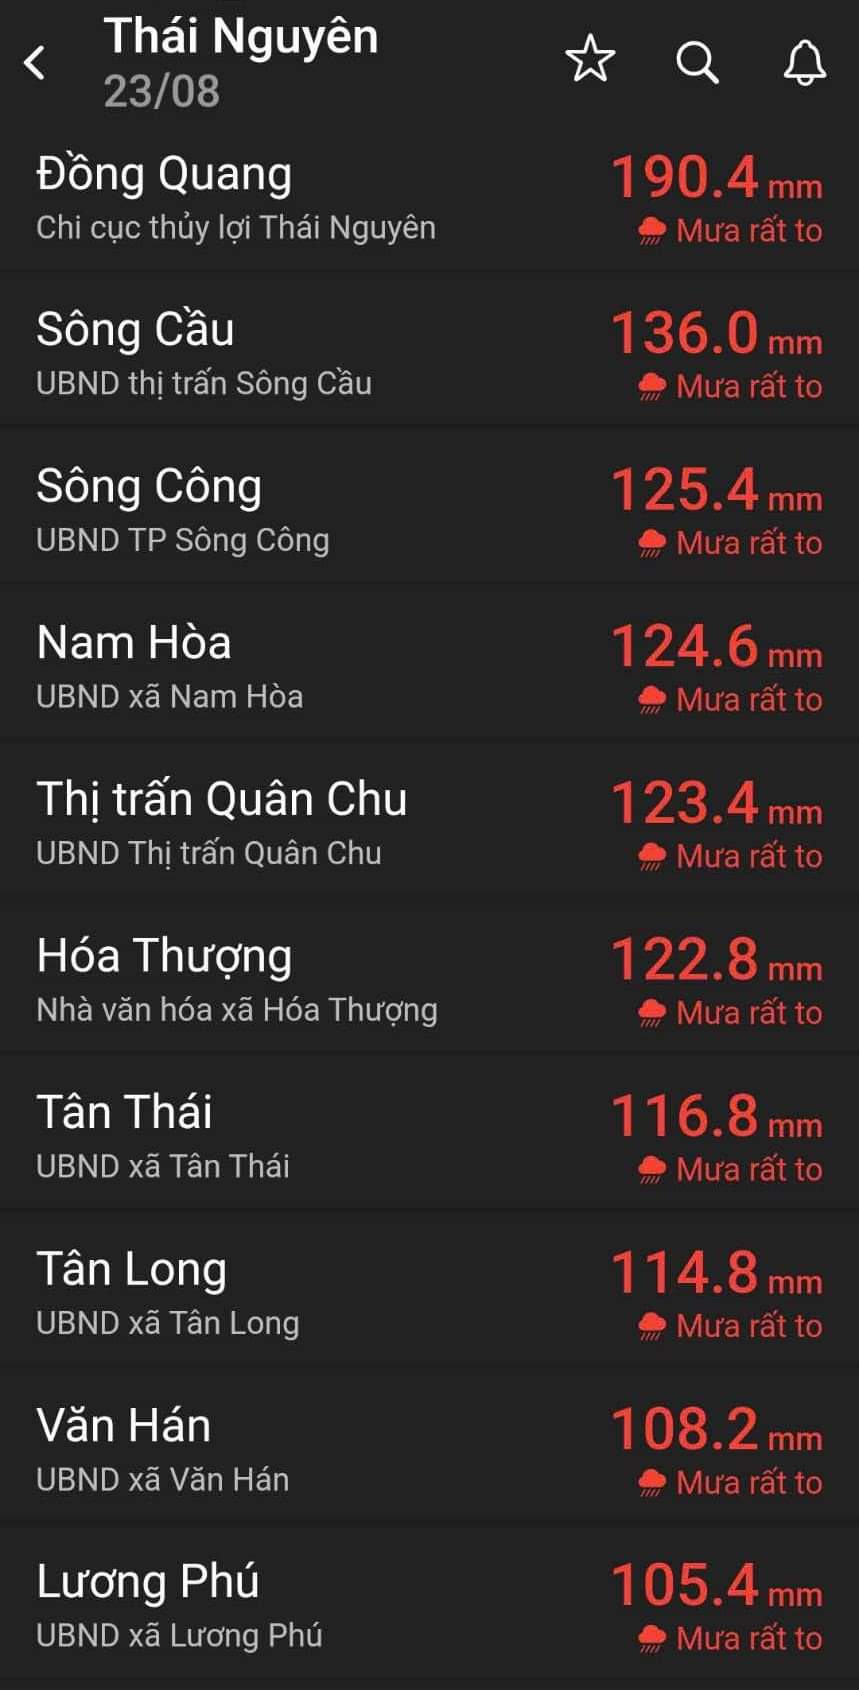 Thái Nguyên
23/08
Đồng Quang
190.4 mm
Chi cục thủy lợi Thái Nguyên
Mưa rất to
Sông Cầu
136.0 mm
UBND thị trấn Sông Cầu
Mưa rất to
Sông Công
125.4 mm
UBND TP Sông Công
Mưa rất to
Nam Hòa
124.6 mm
UBND xã Nam Hòa
Mưa rất to
Thị trấn Quân Chu
123.4 mm
UBND Thị trấn Quân Chu
Mưa rất to
Hóa Thượng
122.8 mm
Nhà văn hóa xã Hóa Thượng
Mưa rất to
Tân Thái
116.8 mm
UBND xã Tân Thái
Mưa rất to
Tân Long
114.8 mm
UBND xã Tân Long
Mưa rất to
Văn Hán
108.2 mm
UBND xã Văn Hán
Mưa rất to
Lương Phú
105.4 mm
UBND xã Lương Phú
Mưa rất to